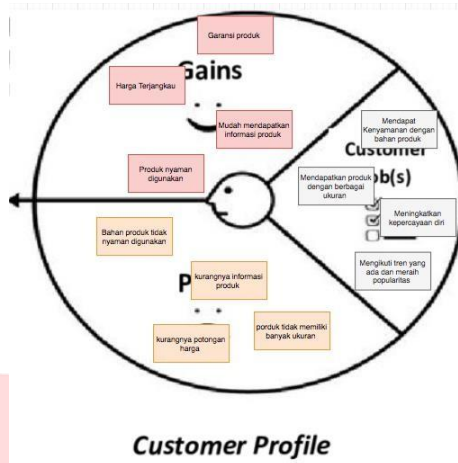 Garansi produk
Gains
Harga Terjangkau
Mudah mendapatkan
informasi produk
Produk nyaman
digunakan
Mendapat
Kenyamanan dengan
bahan produk
Customer
Mendapatkan produk
dengan berbagai
ukuran
ob(s)
Meningkatkan
kepercayaan diri
Mengikuti tren yang
ada dan meraih
popularitas
Bahan produk tidak
nyaman digunakan
kurangnya informasi
produk
P
kurangnya potongan
harga
porduk tidak memiliki
banyak ukuran
Customer Profile